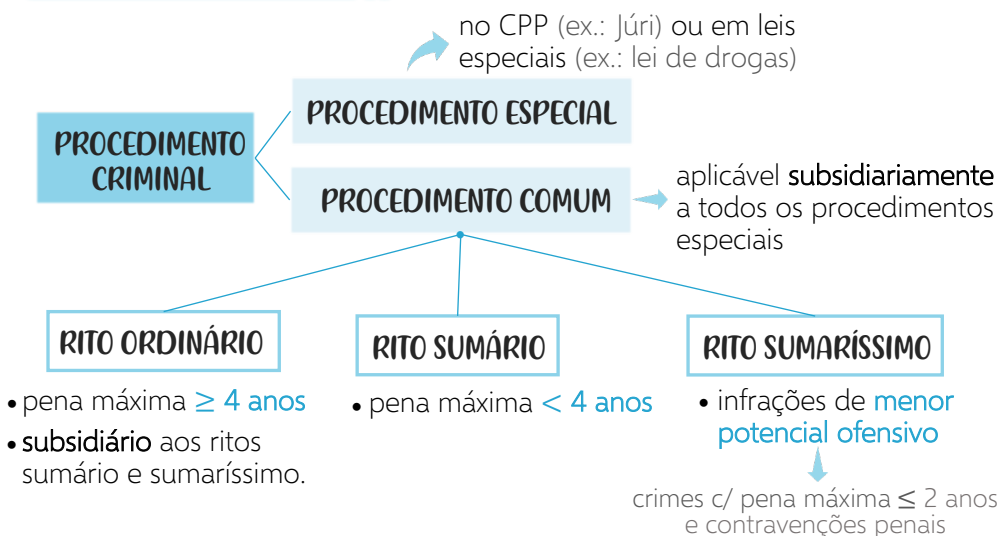 no CPP (ex.: Júri) ou em leis
especiais (ex.: lei de drogas)
PROCEDIMENTO ESPECIAL
PROCEDIMENTO
CRIMINAL
PROCEDIMENTO COMUM
aplicável subsidiariamente
a todos os procedimentos
especiais
RITO ORDINÁRIO
• pena máxima ≥ 4 anos
• subsidiário aos ritos
sumário e sumaríssimo.
RITO SUMÁRIO
• pena máxima < 4 anos
RITO SUMARÍSSIMO
• infrações de menor
potencial ofensivo
crimes c/ pena máxima ≤ 2 anos
e contravenções penais